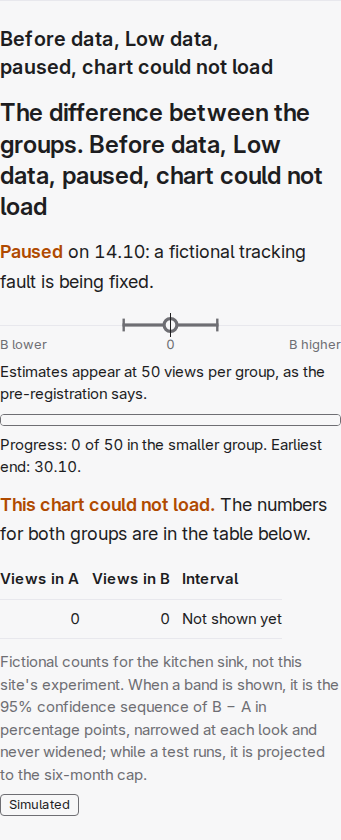 Before data, Low data,
paused, chart could not load
The difference between the
groups. Before data, Low
data, paused, chart could not
load
Paused on 14.10: a fictional tracking
fault is being fixed.
B lower 0 B higher
Estimates appear at 50 views per group, as the
pre-registration says.
Progress: 0 of 50 in the smaller group. Earliest
end: 30.10.
This chart could not load. The numbers
for both groups are in the table below.
Views in A Views in B Interval
0 0 Not shown yet
Fictional counts for the kitchen sink, not this
site's experiment. When a band is shown, it is the
95% confidence sequence of B − A in
percentage points, narrowed at each look and
never widened; while a test runs, it is projected
to the six-month cap.
Simulated